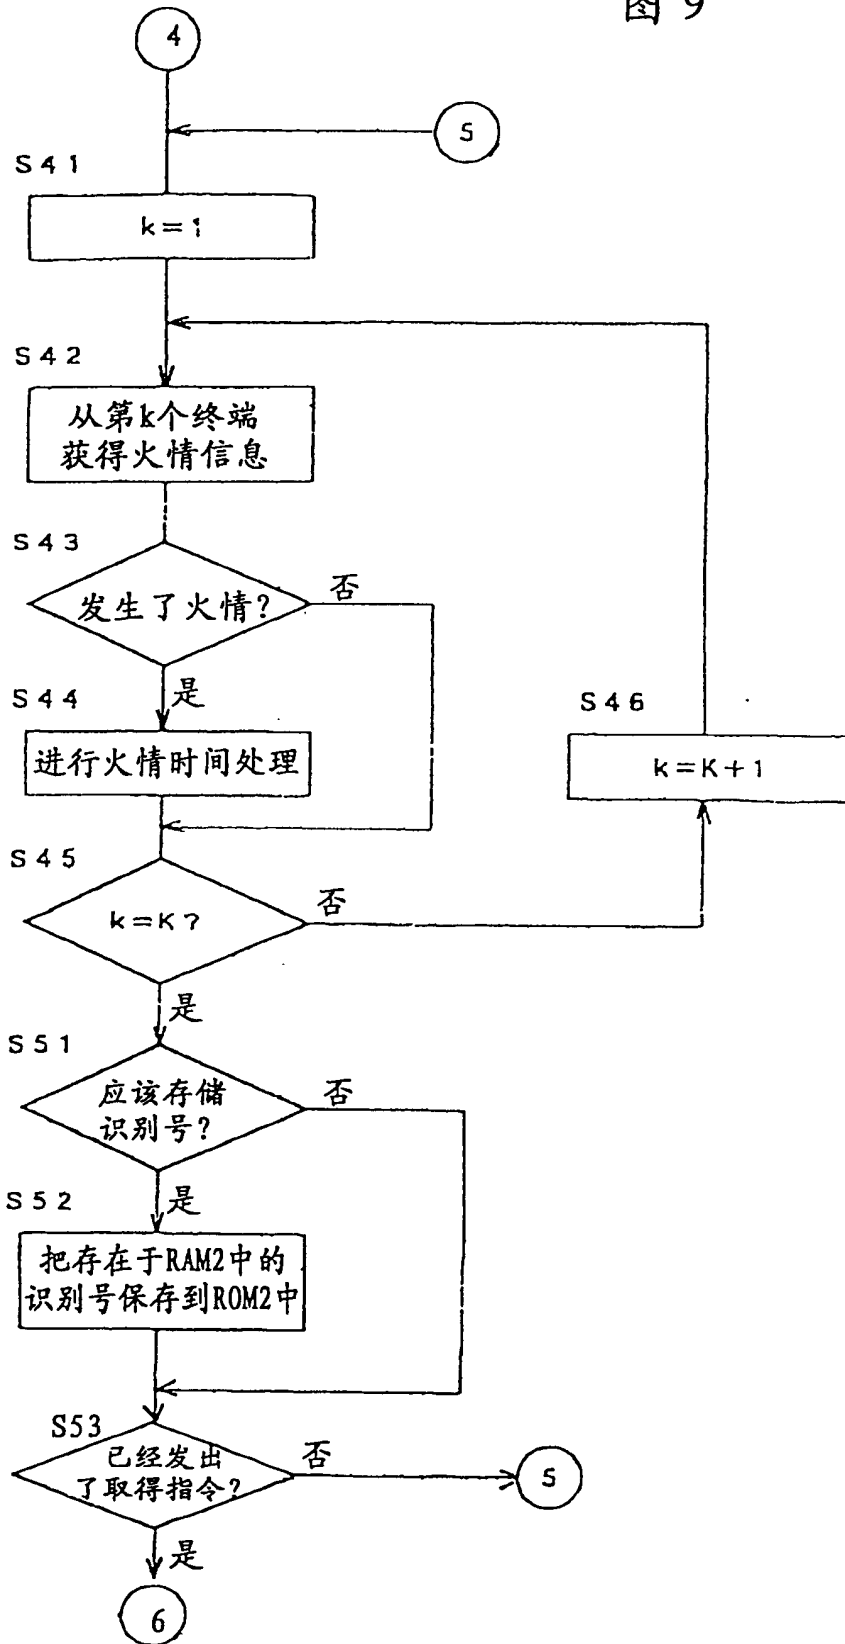 图 9
4
5
S41
k=1
S42
从第k个终端
获得火情信息
S43
发生了火情?
否
是
S44
进行火情时间处理
S46
k=K+1
S45
k=K?
否
是
S51
应该存储
识别号?
否
是
S52
把存在于RAM2中的
识别号保存到ROM2中
S53
已经发出
了取得指令?
否
5
是
6